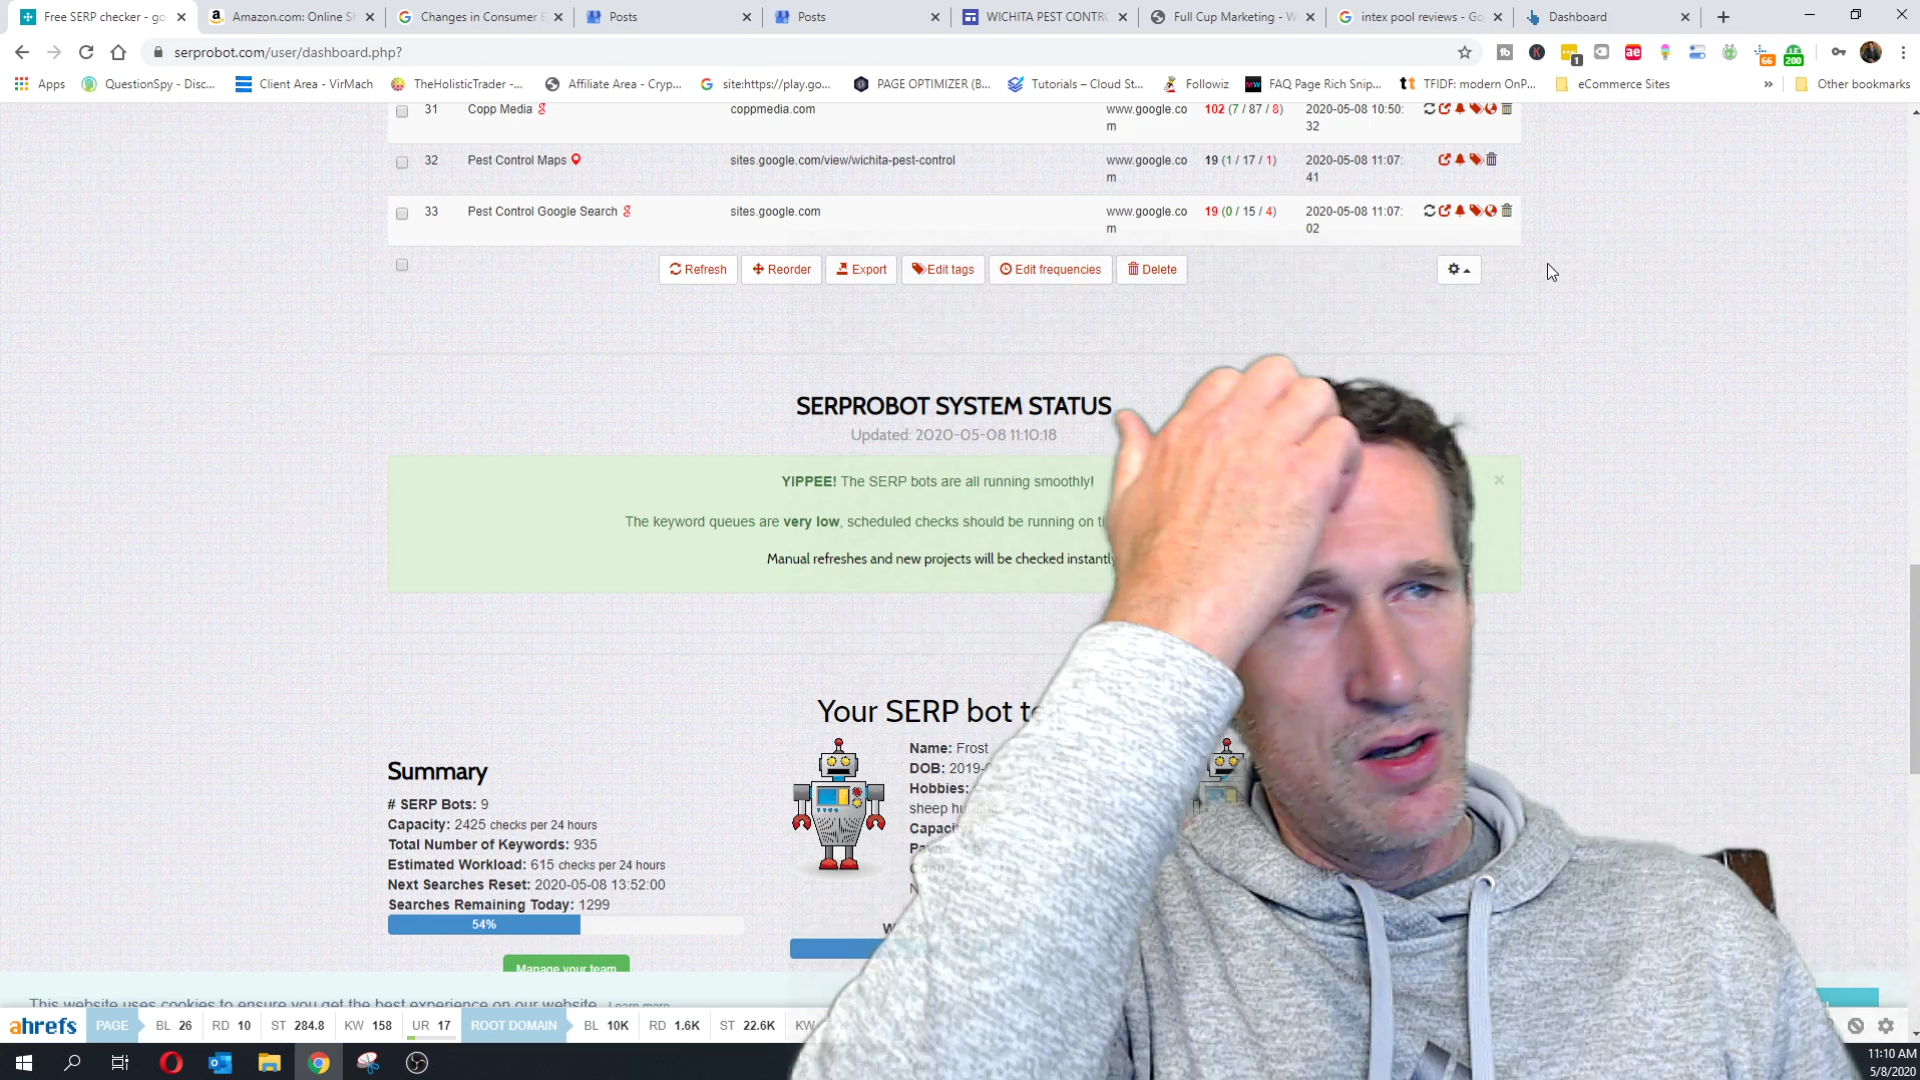 Free SERP checker - go
Amazon.com: Online Sh
Changes in Consumer E
Posts
Posts
WICHITA PEST CONTRO
Full Cup Marketing - W
intex pool reviews - Go
Dashboard
serprobot.com/user/dashboard.php?
1
66
200
Apps
QuestionSpy - Disc...
Client Area - VirMach
TheHolisticTrader -...
Affiliate Area - Cryp...
site:https://play.go...
PAGE OPTIMIZER (B...
Tutorials – Cloud St...
Followiz
FAQ Page Rich Snip...
TFIDF: modern OnP...
eCommerce Sites
Other bookmarks
31 Copp Media coppmedia.com www.google.co 102 (7 / 87 / 8) 2020-05-08 10:50:
m 32
32 Pest Control Maps sites.google.com/view/wichita-pest-control www.google.co 19 (1 / 17 / 1) 2020-05-08 11:07:
m 41
33 Pest Control Google Search sites.google.com www.google.co 19 (0 / 15 / 4) 2020-05-08 11:07:
m 02
Refresh Reorder Export Edit tags Edit frequencies Delete
SERPROBOT SYSTEM STATUS
Updated: 2020-05-08 11:10:18
YIPPEE! The SERP bots are all running smoothly!
The keyword queues are very low, scheduled checks should be running on
Manual refreshes and new projects will be checked instantly
Your SERP bot
Summary
# SERP Bots: 9
Capacity: 2425 checks per 24 hours
Total Number of Keywords: 935
Estimated Workload: 615 checks per 24 hours
Next Searches Reset: 2020-05-08 13:52:00
Searches Remaining Today: 1299
54%
Manage your team
Name: Frost
DOB: 2019-
Hobbies:
sheep
This website uses cookies to ensure you get the best experience on our website. Learn more
ahrefs PAGE BL 26 RD 10 ST 284.8 KW 158 UR 17 ROOT DOMAIN BL 10K RD 1.6K ST 22.6K KW
11:10 AM
5/8/2020